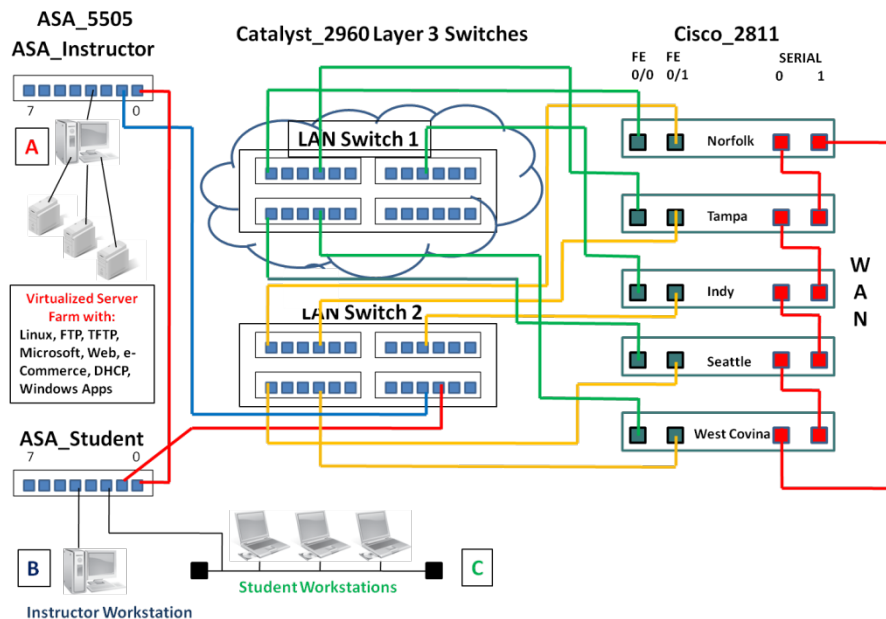 ASA_5505
ASA_Instructor
Catalyst_2960 Layer 3 Switches
Cisco_2811
FE
0/0
FE
0/1
SERIAL
0 1
7 0
A
LAN Switch 1
Norfolk
Tampa
Indy
Seattle
West Covina
W
A
N
Virtualized Server
Farm with:
Linux, FTP, TFTP,
Microsoft, Web, e-
Commerce, DHCP,
Windows Apps
LAN Switch 2
ASA_Student
7 0
B
Instructor Workstation
Student Workstations
C